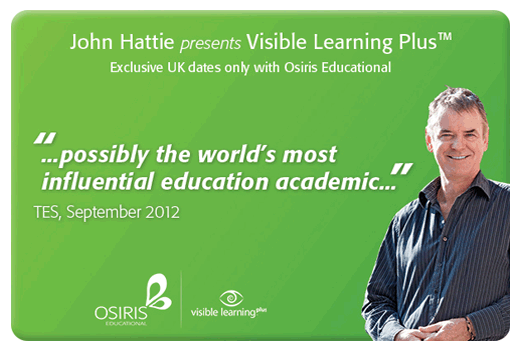 John Hattie presents Visible Learning Plus™
Exclusive UK dates only with Osiris Educational
“...possibly the world’s most
influential education academic...”
TES, September 2012
OSIRIS
EDUCATIONAL
visible learning plus